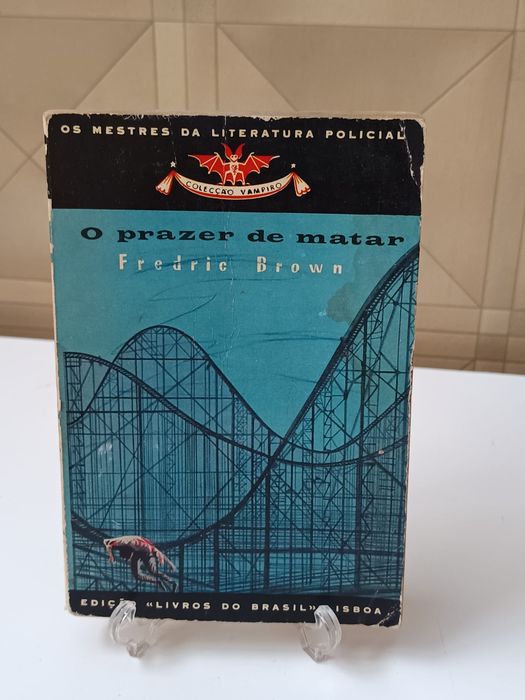 OS MESTRES DA LITERATURA POLICIAL
COLECÇÃO VAMPIRO
O prazer de matar
Fredric Brown
EDIÇÃO «LIVROS DO BRASIL» LISBOA